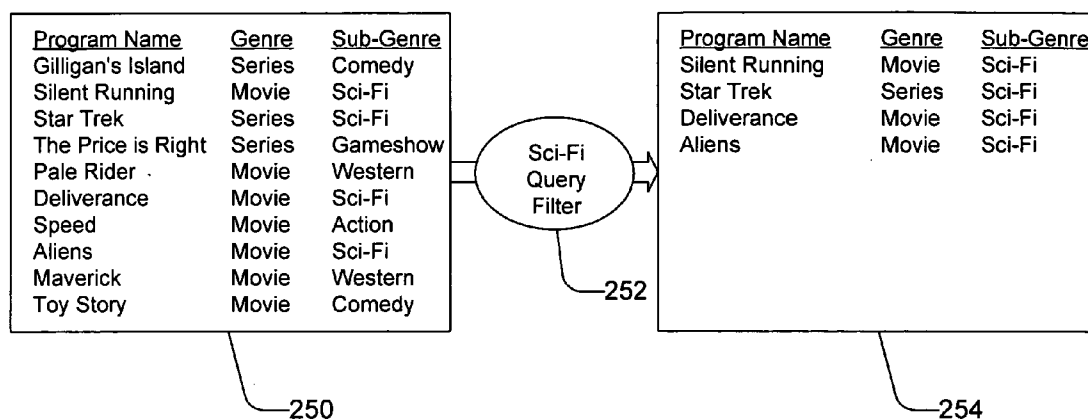 Program Name Genre Sub-Genre
Gilligan's Island Series Comedy
Silent Running Movie Sci-Fi
Star Trek Series Sci-Fi
The Price is Right Series Gameshow
Pale Rider Movie Western
Deliverance Movie Sci-Fi
Speed Movie Action
Aliens Movie Sci-Fi
Maverick Movie Western
Toy Story Movie Comedy
250
Sci-Fi
Query
Filter
252
Program Name Genre Sub-Genre
Silent Running Movie Sci-Fi
Star Trek Series Sci-Fi
Deliverance Movie Sci-Fi
Aliens Movie Sci-Fi
254